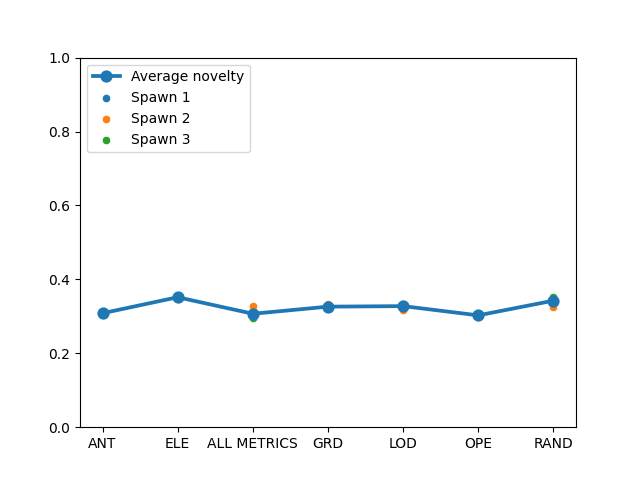 1.0
Average novelty
Spawn 1
Spawn 2
Spawn 3
0.8
0.6
0.4
0.2
0.0
ANT ELE ALL METRICS GRD LOD OPE RAND